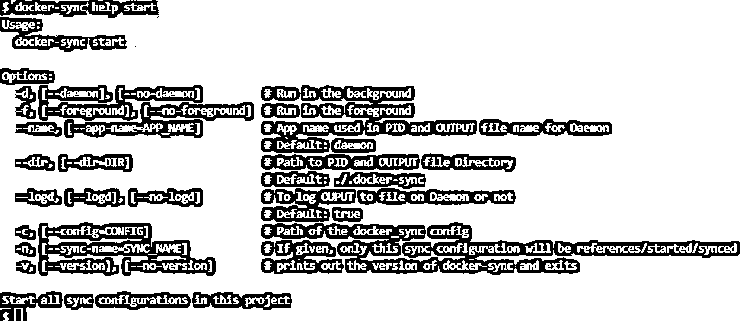 $ docker-sync help start
Usage:
  docker-sync start

Options:
  -d, [--daemon], [--no-daemon]          # Run in the background
  -f, [--foreground], [--no-foreground]  # Run in the foreground
  --name, [--app-name=APP_NAME]          # App name used in PID and OUTPUT file name for Daemon
                                         # Default: daemon
  --dir, [--dir=DIR]                     # Path to PID and OUTPUT file Directory
                                         # Default: ./.docker-sync
  --logd, [--logd], [--no-logd]          # To log OUPUT to file on Daemon or not
                                         # Default: true
  -c, [--config=CONFIG]                  # Path of the docker_sync config
  -n, [--sync-name=SYNC_NAME]            # If given, only this sync configuration will be references/started/synced
  -v, [--version], [--no-version]        # prints out the version of docker-sync and exits

Start all sync configurations in this project
$